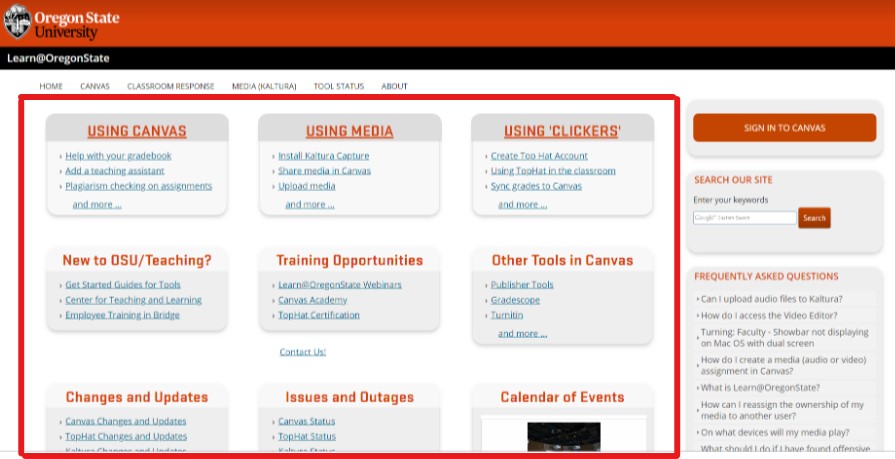 Oregon State
University
Learn@OregonState
HOME CANVAS CLASSROOM RESPONSE MEDIA (KALTURA) TOOL STATUS ABOUT
USING CANVAS
Help with your gradebook
Add a teaching assistant
Plagiarism checking on assignments
and more ...
USING MEDIA
Install Kaltura Capture
Share media in Canvas
Upload media
and more ...
USING 'CLICKERS'
Create Top Hat Account
Using TopHat in the classroom
Sync grades to Canvas
and more ...
New to OSU/Teaching?
Get Started Guides for Tools
Center for Teaching and Learning
Employee Training in Bridge
Training Opportunities
Learn@OregonState Webinars
Canvas Academy
TopHat Certification
Contact Us!
Other Tools in Canvas
Publisher Tools
Gradescope
Turnitin
and more ...
Changes and Updates
Canvas Changes and Updates
TopHat Changes and Updates
Kaltura Changes and Updates
Issues and Outages
Canvas Status
TopHat Status
Kaltura Status
Calendar of Events
SIGN IN TO CANVAS
SEARCH OUR SITE
Enter your keywords
Search
FREQUENTLY ASKED QUESTIONS
Can I upload audio files to Kaltura?
How do I access the Video Editor?
Turning: Faculty - Showbar not displaying
on Mac OS with dual screen
How do I create a media (audio or video)
assignment in Canvas?
What is Learn@OregonState?
How can I reassign the ownership of my
media to another user?
On what devices will my media play?
What should I do if I have found offensive